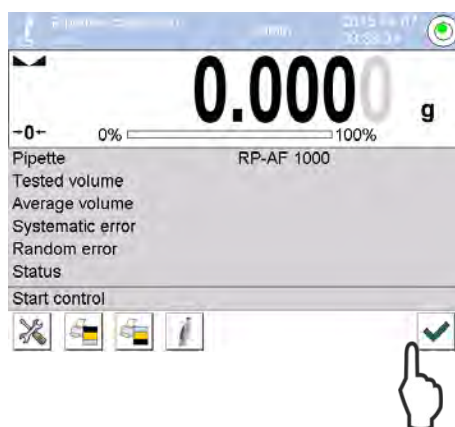 0.0000 g
→0← 0% 100%
Pipette RP-AF 1000
Tested volume
Average volume
Systematic error
Random error
Status
Start control